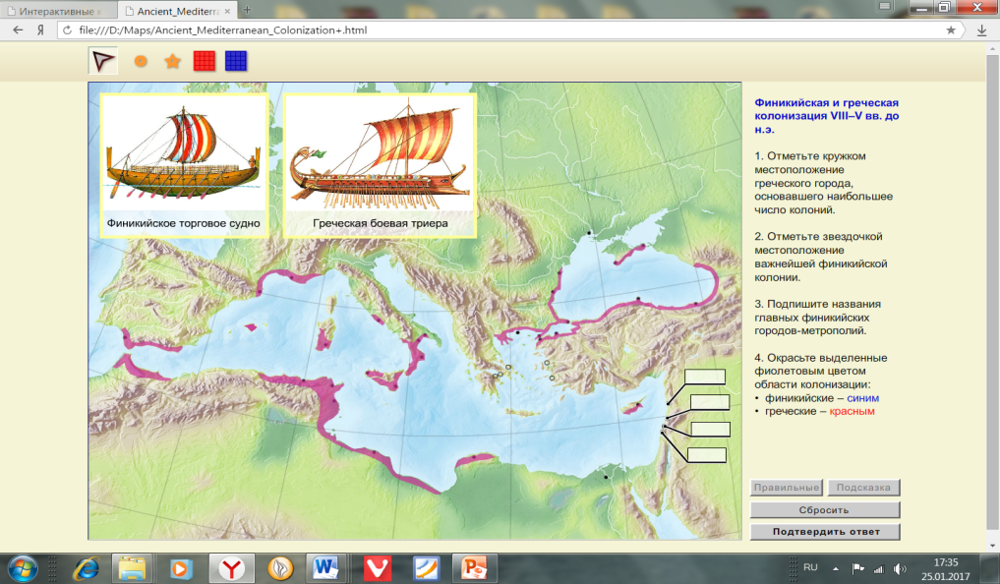 Интерактивные
Ancient_Mediterra
file:///D:/Maps/Ancient_Mediterranean_Colonization+.html
Финикийское торговое судно
Греческая боевая триера
Финикийская и греческая
колонизация VIII–V вв. до
н.э.
1. Отметьте кружком
местоположение
греческого города,
основавшего наибольшее
число колоний.
2. Отметьте звездочкой
местоположение
важнейшей финикийской
колонии.
3. Подпишите названия
главных финикийских
городов-метрополий.
4. Окрасьте выделенные
фиолетовым цветом
области колонизации:
• финикийские – синим
• греческие – красным
Правильные
Подсказка
Сбросить
Подтвердить ответ
RU
17:35
25.01.2017